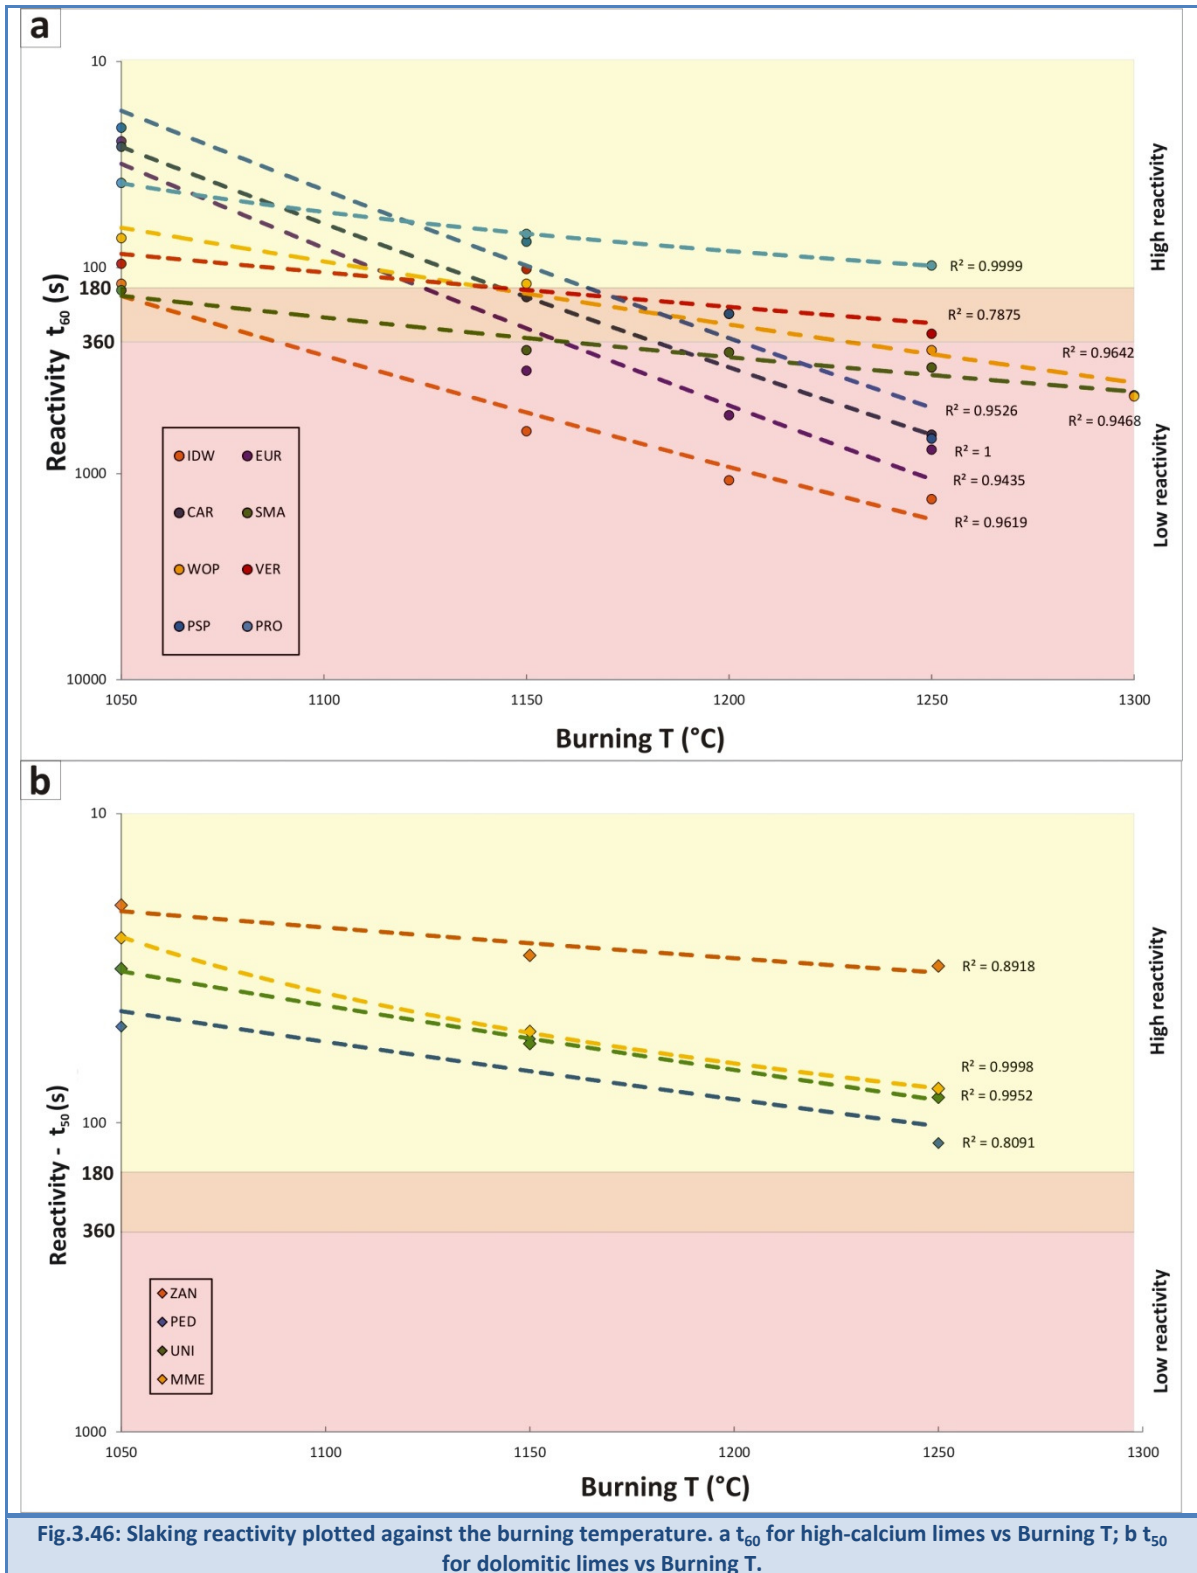 a
10
100
180
360
1000
10000
Reactivity t60 (s)
High reactivity
Low reactivity
R² = 0.9999
R² = 0.7875
R² = 0.9642
R² = 0.9526
R² = 0.9468
R² = 1
R² = 0.9435
R² = 0.9619
IDW EUR
CAR SMA
WOP VER
PSP PRO
1050 1100 1150 1200 1250 1300
Burning T (°C)
b
10
100
180
360
1000
Reactivity - t50 (s)
High reactivity
Low reactivity
R² = 0.8918
R² = 0.9998
R² = 0.9952
R² = 0.8091
ZAN
PED
UNI
MME
1050 1100 1150 1200 1250 1300
Burning T (°C)
Fig.3.46: Slaking reactivity plotted against the burning temperature. a t60 for high-calcium limes vs Burning T; b t50
for dolomitic limes vs Burning T.